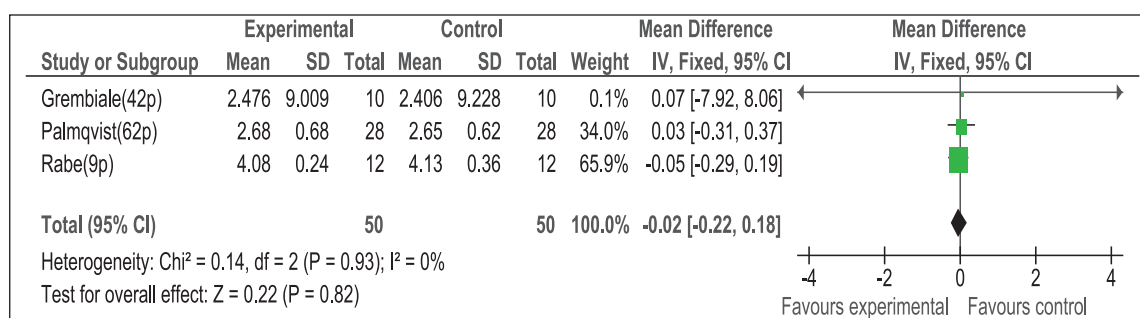 Experimental Control Mean Difference Mean Difference
Study or Subgroup Mean SD Total Mean SD Total Weight IV, Fixed, 95% CI IV, Fixed, 95% CI
Grembiale(42p) 2.476 9.009 10 2.406 9.228 10 0.1% 0.07 [-7.92, 8.06]
Palmqvist(62p) 2.68 0.68 28 2.65 0.62 28 34.0% 0.03 [-0.31, 0.37]
Rabe(9p) 4.08 0.24 12 4.13 0.36 12 65.9% -0.05 [-0.29, 0.19]
Total (95% CI) 50 50 100.0% -0.02 [-0.22, 0.18]
Heterogeneity: Chi² = 0.14, df = 2 (P = 0.93); I² = 0%
Test for overall effect: Z = 0.22 (P = 0.82)
-4 -2 0 2 4
Favours experimental Favours control